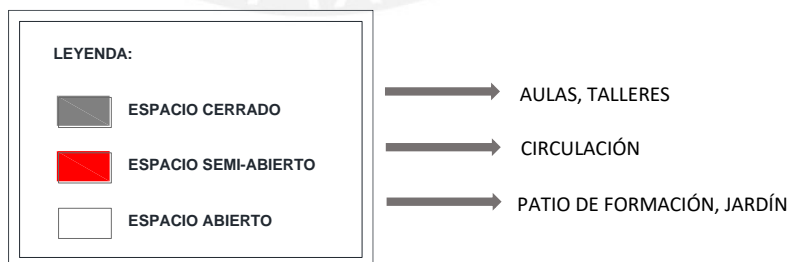 LEYENDA:
ESPACIO CERRADO
AULAS, TALLERES
ESPACIO SEMI-ABIERTO
CIRCULACIÓN
ESPACIO ABIERTO
PATIO DE FORMACIÓN, JARDÍN